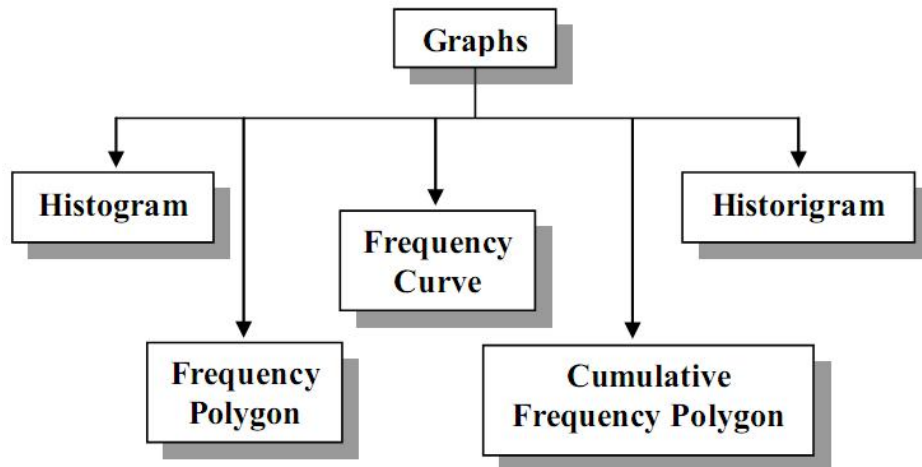 Graphs
Histogram
Historigram
Frequency
Curve
Frequency
Polygon
Cumulative
Frequency Polygon